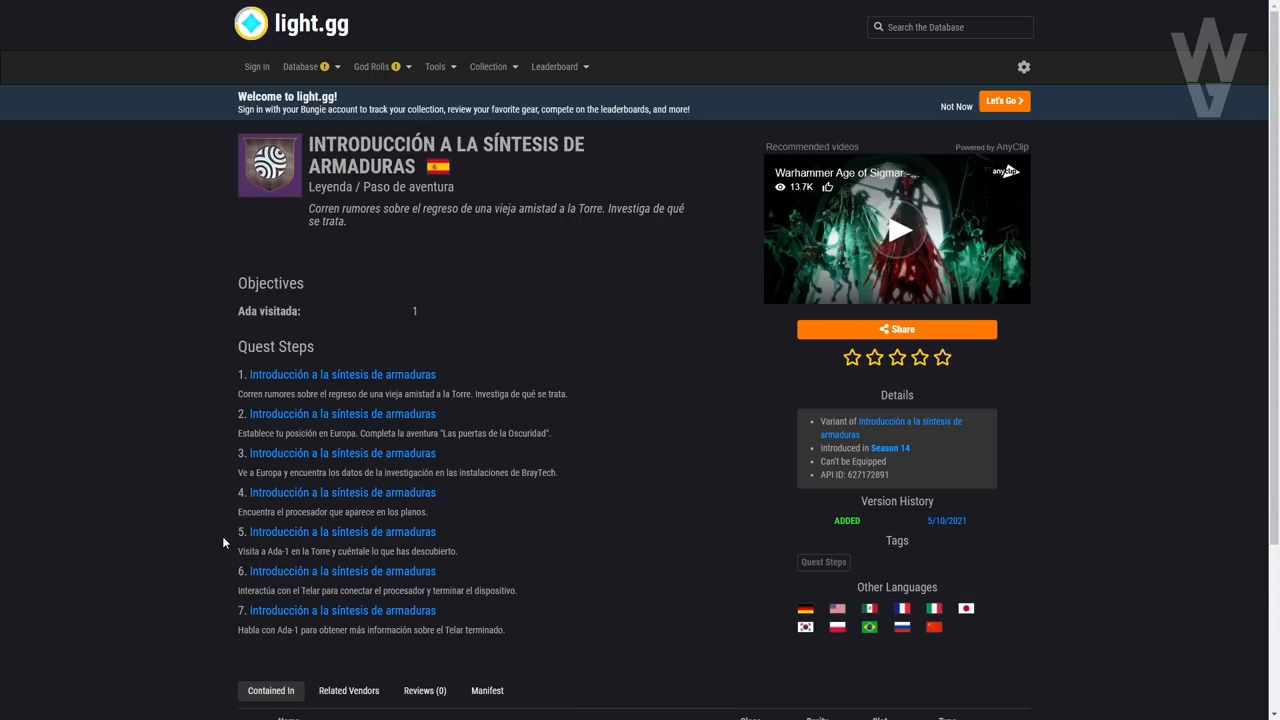 light.gg
Search the Database
Sign In
Database
God Rolls
Tools
Collection
Leaderboard
Welcome to light.gg!
Sign in with your Bungie account to track your collection, review your favorite gear, compete on the leaderboards, and more!
Not Now
Let's Go
INTRODUCCIÓN A LA SÍNTESIS DE
ARMADURAS
Leyenda / Paso de aventura
Corren rumores sobre el regreso de una vieja amistad a la Torre. Investiga de qué
se trata.
Objectives
Ada visitada: 1
Quest Steps
1. Introducción a la síntesis de armaduras
Corren rumores sobre el regreso de una vieja amistad a la Torre. Investiga de qué se trata.
2. Introducción a la síntesis de armaduras
Establece tu posición en Europa. Completa la aventura "Las puertas de la Oscuridad".
3. Introducción a la síntesis de armaduras
Ve a Europa y encuentra los datos de la investigación en las instalaciones de BrayTech.
4. Introducción a la síntesis de armaduras
Encuentra el procesador que aparece en los planos.
5. Introducción a la síntesis de armaduras
Visita a Ada-1 en la Torre y cuéntale lo que has descubierto.
6. Introducción a la síntesis de armaduras
Interactúa con el Telar para conectar el procesador y terminar el dispositivo.
7. Introducción a la síntesis de armaduras
Habla con Ada-1 para obtener más información sobre el Telar terminado.
Contained In
Related Vendors
Reviews (0)
Manifest
Name
Class
Rarity
Slot
Type
Recommended videos
Powered by AnyClip
Warhammer Age of Sigmar -...
13.7K
anyclip
Share
Details
Variant of Introducción a la síntesis de
armaduras
Introduced in Season 14
Can't be Equipped
API ID: 627172891
Version History
ADDED 5/10/2021
Tags
Quest Steps
Other Languages